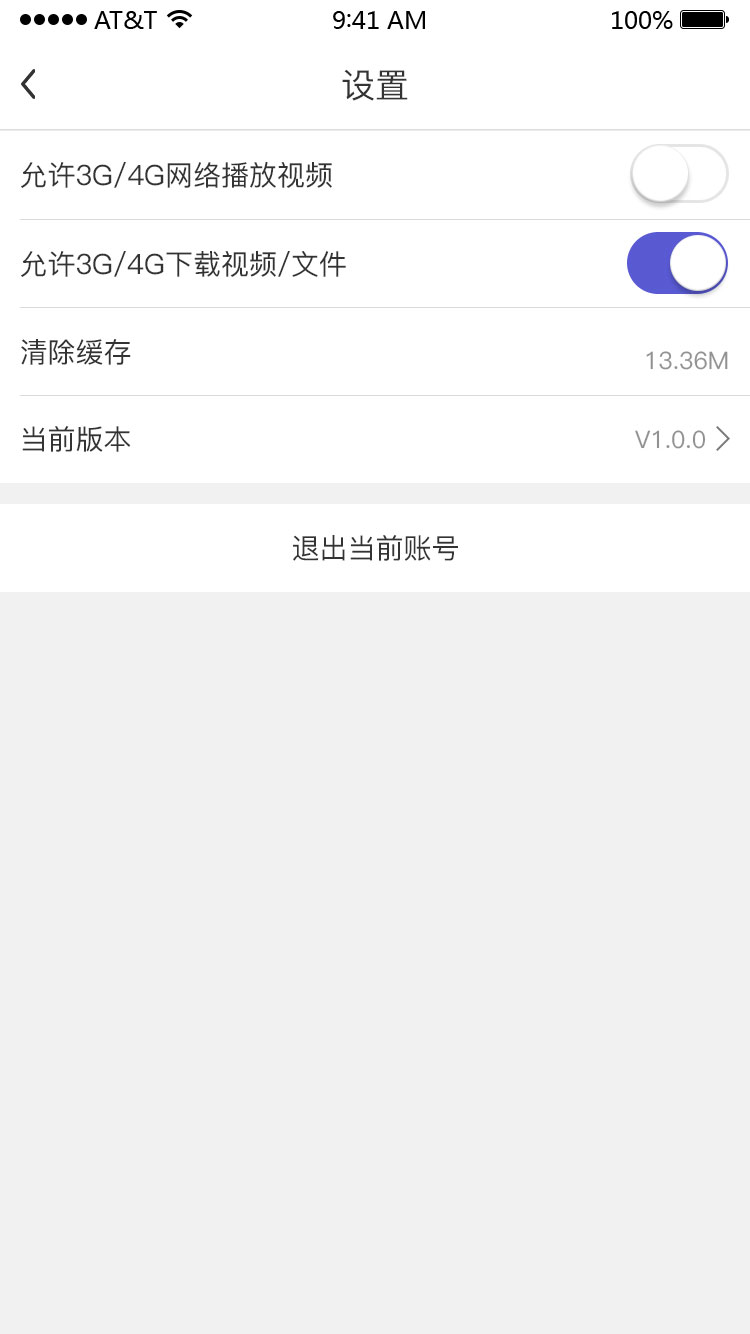 AT&T 9:41 AM 100%
设置
允许3G/4G网络播放视频
允许3G/4G下载视频/文件
清除缓存 13.36M
当前版本 V1.0.0
退出当前账号